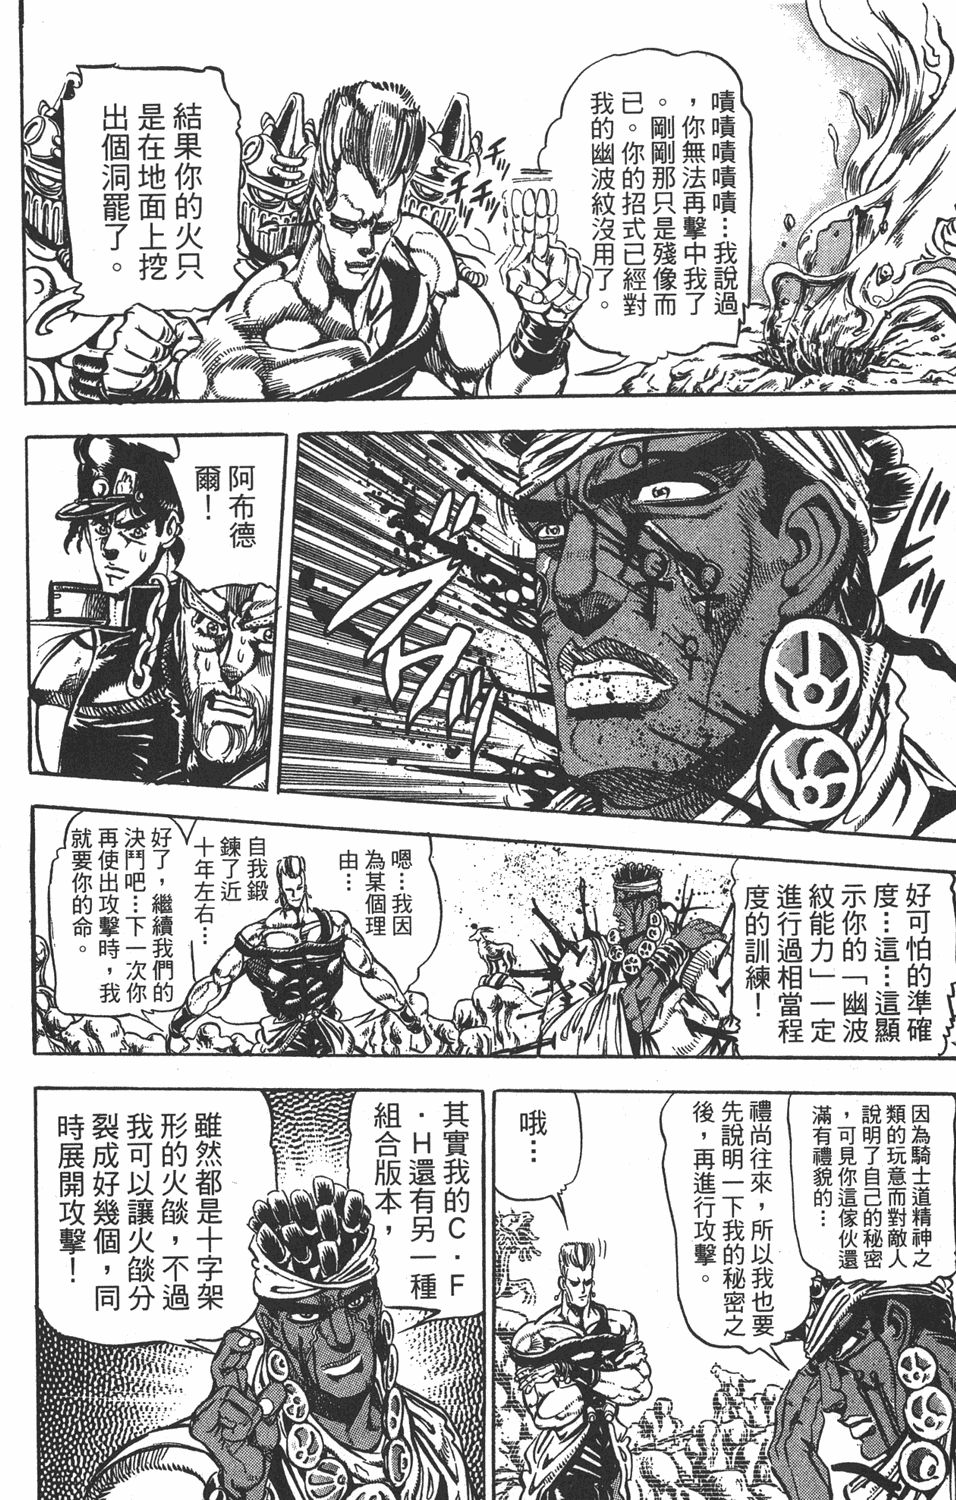 嘖嘖嘖嘖嘖…我說過
，你無法再擊中我了
。剛剛那只是殘像而
已。你的招式已經對
我的幽波紋沒用了。
チッ
チッ
結果你的火只
是在地面上挖
出個洞罷了。
グバッ
グババッ
阿布德
爾！
好可怕的準確
度…這…這顯
示你的「幽波
紋能力」一定
進行過相當程
度的訓練！
嗯…我因
為某個理
由…
自我鍛
鍊了近
十年左右…
好了，繼續我們的
決鬥吧…下一次你
再使出攻擊時，我
就要你的命。
因為騎士道精神之
類的玩意而對敵人
說明了自己的秘密
，可見你這傢伙還
滿有禮貌的…
禮尚往來，所以我也要
先說明一下我的秘密之
後，再進行攻擊。
哦…
其實我的C．F
．H還有另一種
組合版本，
雖然都是十字架
形的火燄，不過
我可以讓火燄分
裂成好幾個，同
時展開攻擊！